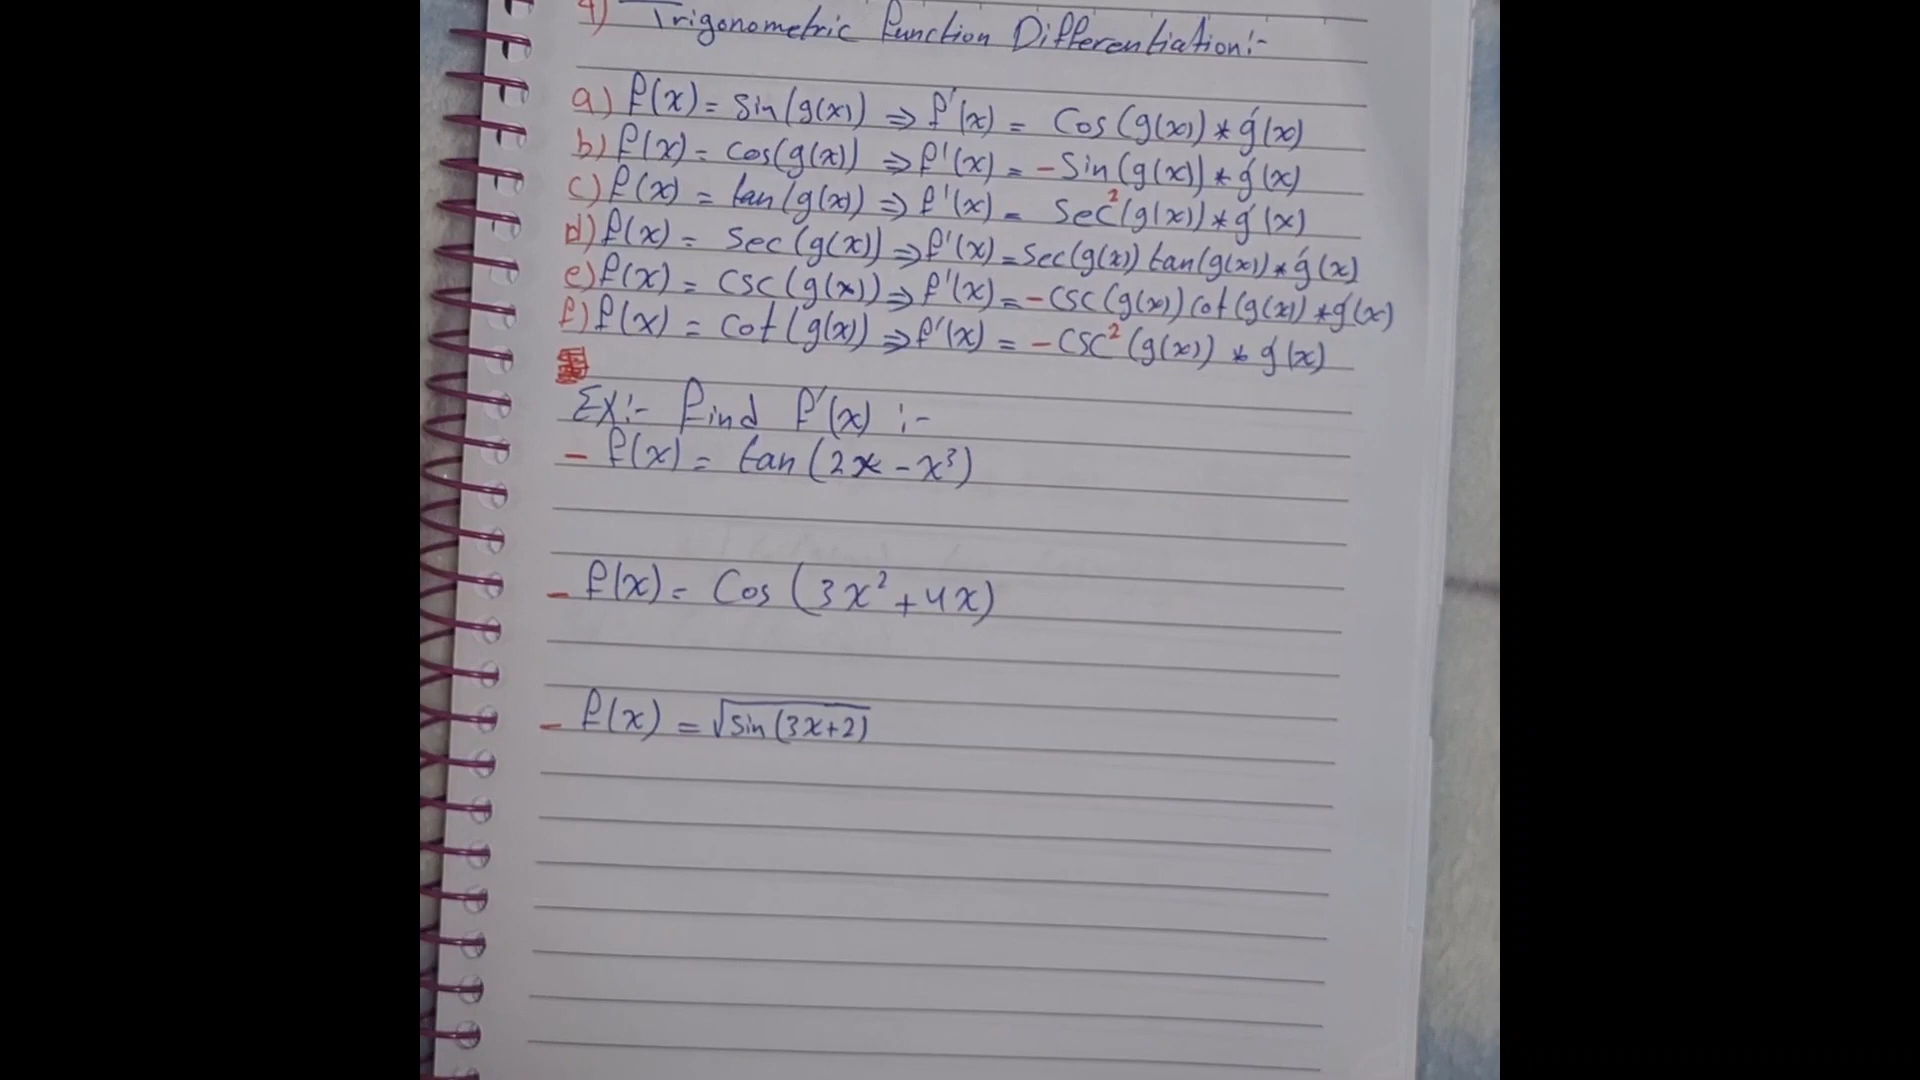 4) Trigonometric Function Differentiation:-
a) f(x) = sin(g(x)) ⇒ f'(x) = Cos(g(x)) * g'(x)
b) f(x) = cos(g(x)) ⇒ f'(x) = -Sin(g(x)) * g'(x)
c) f(x) = tan(g(x)) ⇒ f'(x) = Sec²(g(x)) * g'(x)
d) f(x) = Sec(g(x)) ⇒ f'(x) = Sec(g(x)) tan(g(x)) * g'(x)
e) f(x) = CSC(g(x)) ⇒ f'(x) = -CSC(g(x)) Cot(g(x)) * g'(x)
f) f(x) = Cot(g(x)) ⇒ f'(x) = -CSC²(g(x)) * g'(x)
Ex:- Find f'(x) :-
- f(x) = tan(2x - x³)
- f(x) = Cos(3x² + 4x)
- f(x) = √sin(3x+2)